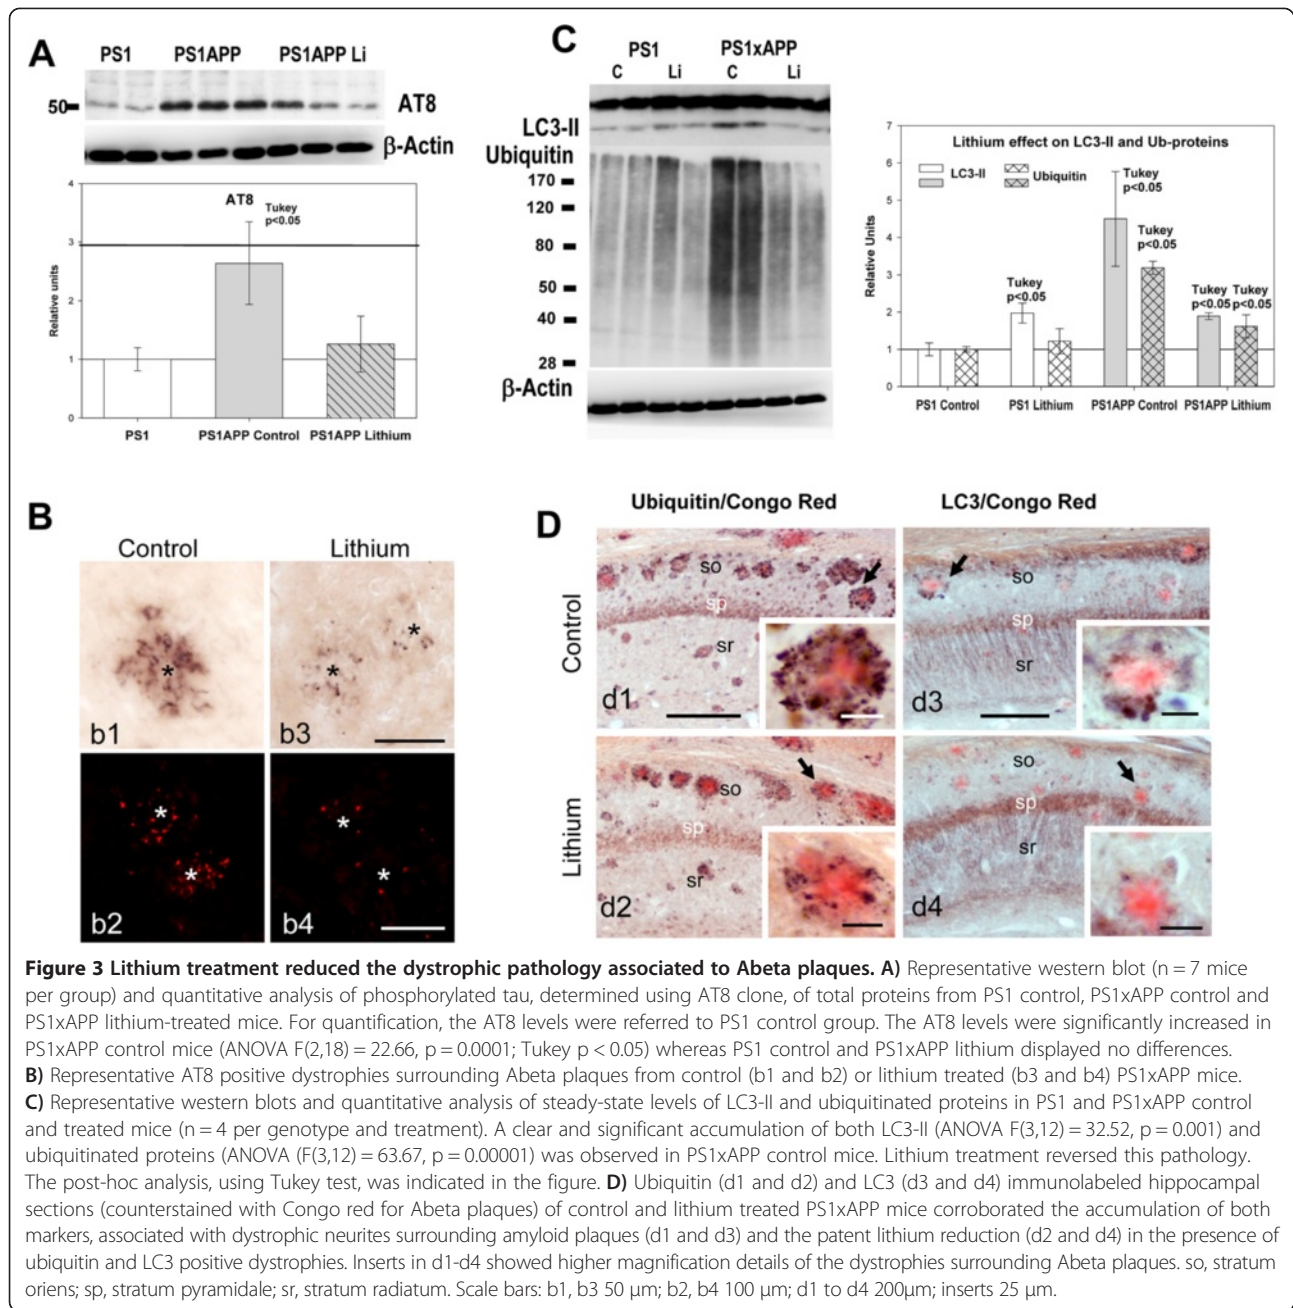 A
PS1 PS1APP PS1APP Li
50
AT8
β-Actin
4
3
2
1
0
Relative units
AT8
Tukey
p<0.05
PS1 PS1APP Control PS1APP Lithium
C
PS1 PS1xAPP
C Li C Li
LC3-II
Ubiquitin
170
120
80
50
40
28
β-Actin
7
6
5
4
3
2
1
0
Relative Units
Lithium effect on LC3-II and Ub-proteins
LC3-II Ubiquitin
Tukey
p<0.05
Tukey
p<0.05
Tukey
p<0.05
Tukey Tukey
p<0.05 p<0.05
PS1 Control PS1 Lithium PS1APP Control PS1APP Lithium
B
Control Lithium
* * *
b1 b3
* * * *
b2 b4
D
Ubiquitin/Congo Red LC3/Congo Red
Control
so
sp
sr
d1
so
sp
sr
d3
Lithium
so
sp
sr
d2
so
sp
sr
d4
Figure 3 Lithium treatment reduced the dystrophic pathology associated to Abeta plaques. A) Representative western blot (n = 7 mice
per group) and quantitative analysis of phosphorylated tau, determined using AT8 clone, of total proteins from PS1 control, PS1xAPP control and
PS1xAPP lithium-treated mice. For quantification, the AT8 levels were referred to PS1 control group. The AT8 levels were significantly increased in
PS1xAPP control mice (ANOVA F(2,18) = 22.66, p = 0.0001; Tukey p < 0.05) whereas PS1 control and PS1xAPP lithium displayed no differences.
B) Representative AT8 positive dystrophies surrounding Abeta plaques from control (b1 and b2) or lithium treated (b3 and b4) PS1xAPP mice.
C) Representative western blots and quantitative analysis of steady-state levels of LC3-II and ubiquitinated proteins in PS1 and PS1xAPP control
and treated mice (n = 4 per genotype and treatment). A clear and significant accumulation of both LC3-II (ANOVA F(3,12) = 32.52, p = 0.001) and
ubiquitinated proteins (ANOVA (F(3,12) = 63.67, p = 0.00001) was observed in PS1xAPP control mice. Lithium treatment reversed this pathology.
The post-hoc analysis, using Tukey test, was indicated in the figure. D) Ubiquitin (d1 and d2) and LC3 (d3 and d4) immunolabeled hippocampal
sections (counterstained with Congo red for Abeta plaques) of control and lithium treated PS1xAPP mice corroborated the accumulation of both
markers, associated with dystrophic neurites surrounding amyloid plaques (d1 and d3) and the patent lithium reduction (d2 and d4) in the presence of
ubiquitin and LC3 positive dystrophies. Inserts in d1-d4 showed higher magnification details of the dystrophies surrounding Abeta plaques. so, stratum
oriens; sp, stratum pyramidale; sr, stratum radiatum. Scale bars: b1, b3 50 μm; b2, b4 100 μm; d1 to d4 200μm; inserts 25 μm.